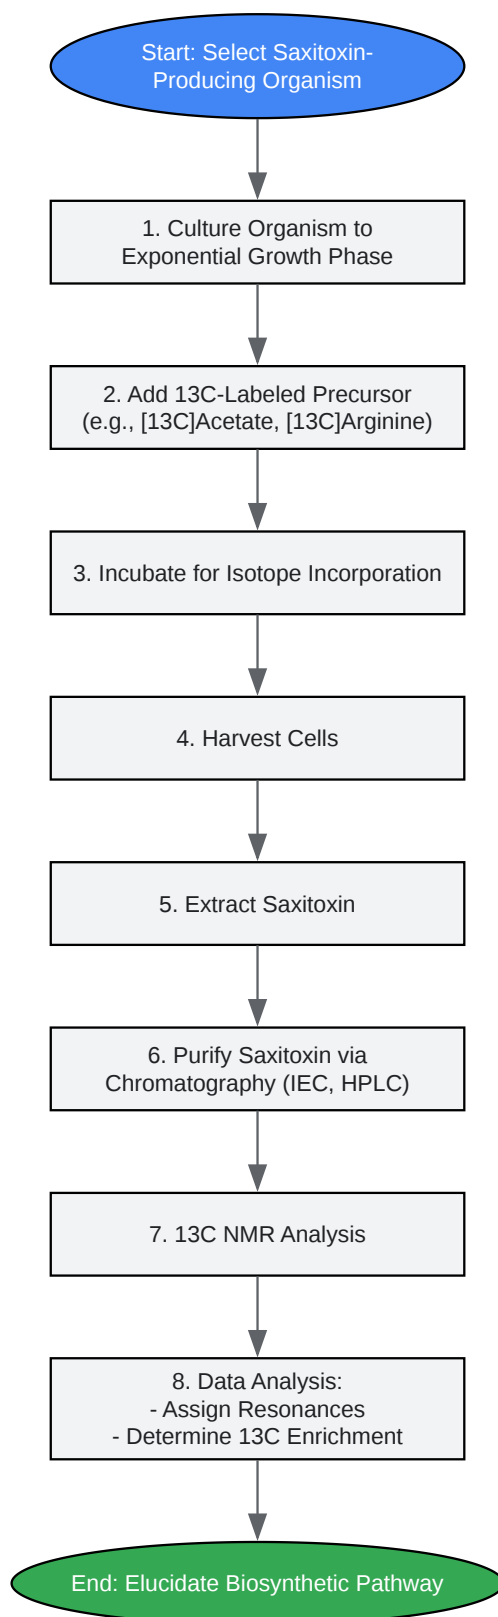 Start: Select Saxitoxin-
Producing Organism
1. Culture Organism to
Exponential Growth Phase
2. Add 13C-Labeled Precursor
(e.g., [13C]Acetate, [13C]Arginine)
3. Incubate for Isotope Incorporation
4. Harvest Cells
5. Extract Saxitoxin
6. Purify Saxitoxin via
Chromatography (IEC, HPLC)
7. 13C NMR Analysis
8. Data Analysis:
- Assign Resonances
- Determine 13C Enrichment
End: Elucidate Biosynthetic Pathway